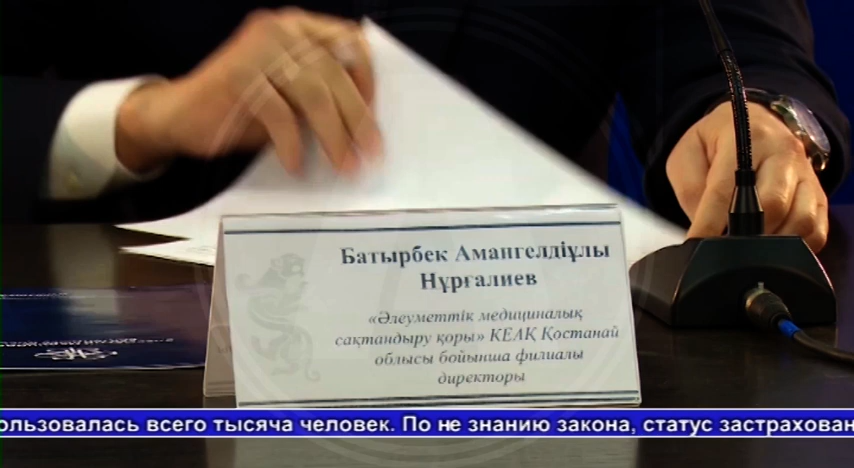 Батырбек Амангелдіұлы
Нұрғалиев
«Әлеуметтік медициналық
сақтандыру қоры» КЕАҚ Қостанай
облысы бойынша филиалы
директоры
ользовалась всего тысяча человек. По не знанию закона, статус застрахован